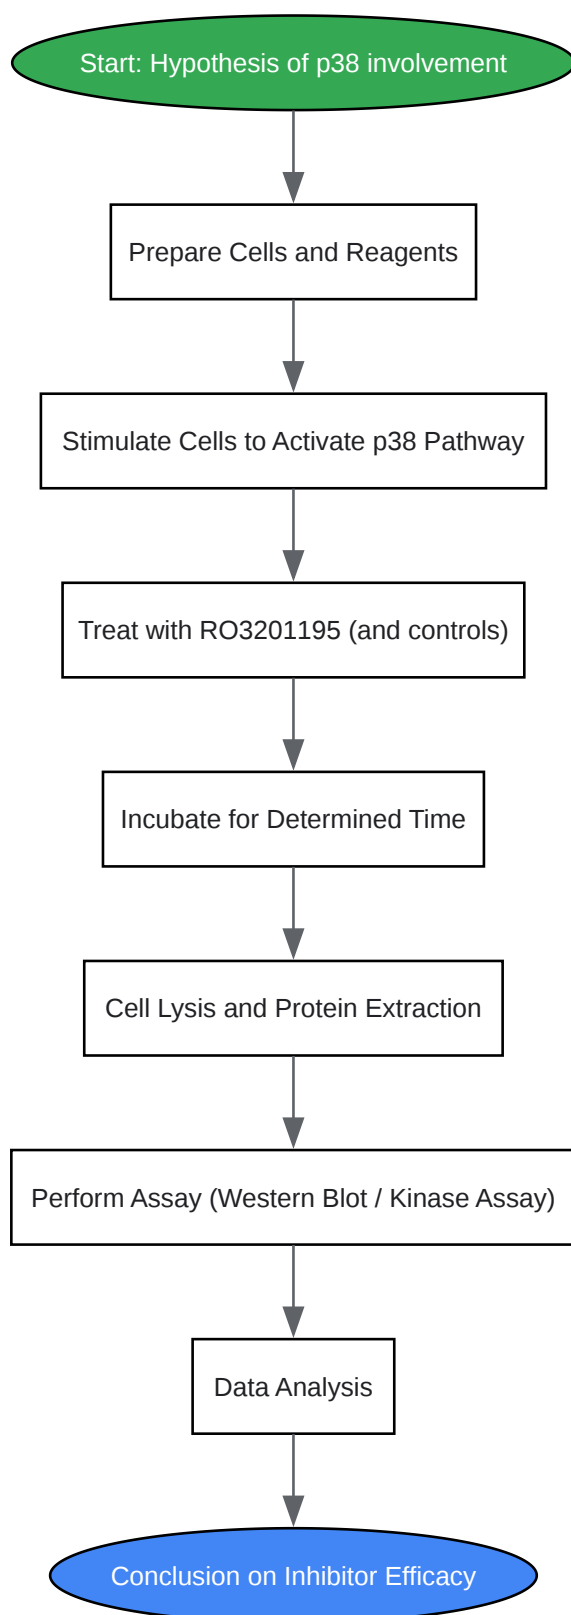 Start: Hypothesis of p38 involvement
Prepare Cells and Reagents
Stimulate Cells to Activate p38 Pathway
Treat with RO3201195 (and controls)
Incubate for Determined Time
Cell Lysis and Protein Extraction
Perform Assay (Western Blot / Kinase Assay)
Data Analysis
Conclusion on Inhibitor Efficacy